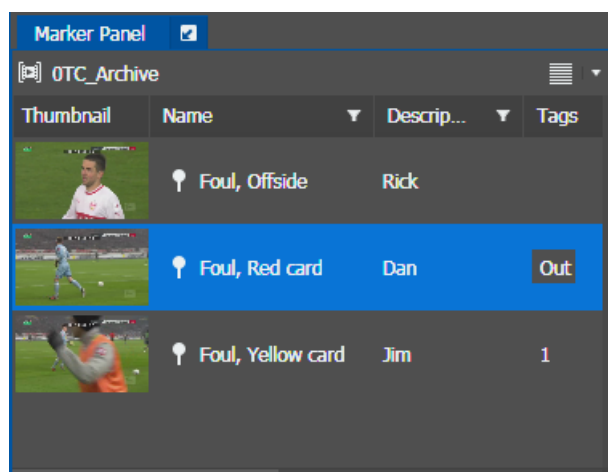 Marker Panel
0TC_Archive
Thumbnail Name Descrip... Tags
Foul, Offside Rick
Foul, Red card Dan Out
Foul, Yellow card Jim 1